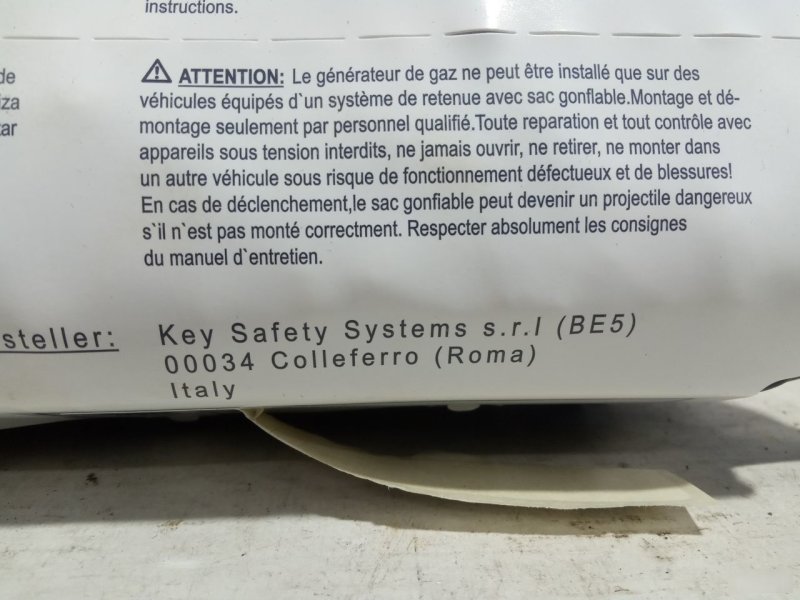 instructions.
de
iza
tar
⚠ ATTENTION: Le générateur de gaz ne peut être installé que sur des
véhicules équipés d`un système de retenue avec sac gonflable.Montage et dé-
montage seulement par personnel qualifié.Toute reparation et tout contrôle avec
appareils sous tension interdits, ne jamais ouvrir, ne retirer, ne monter dans
un autre véhicule sous risque de fonctionnement défectueux et de blessures!
En cas de déclenchement,le sac gonfiable peut devenir un projectile dangereux
s`il n`est pas monté correctment. Respecter absolument les consignes
du manuel d`entretien.
steller: Key Safety Systems s.r.l (BE5)
00034 Colleferro (Roma)
Italy